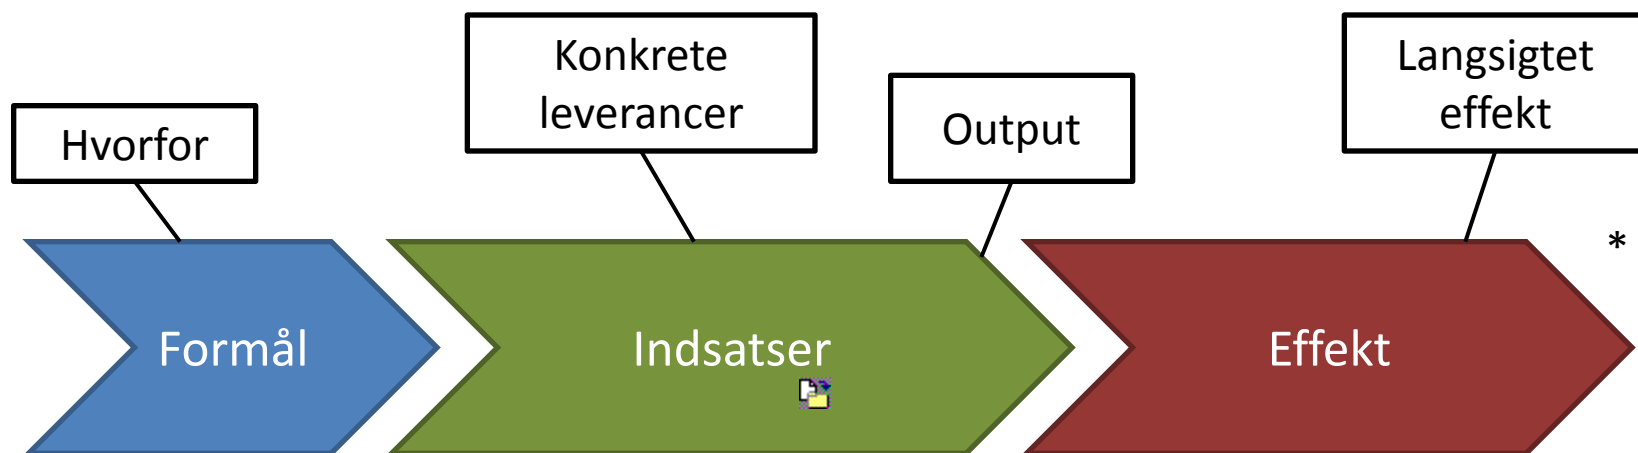 Hvorfor
Konkrete
leverancer
Output
Langsigtet
effekt
*
Formål
Indsatser
Effekt